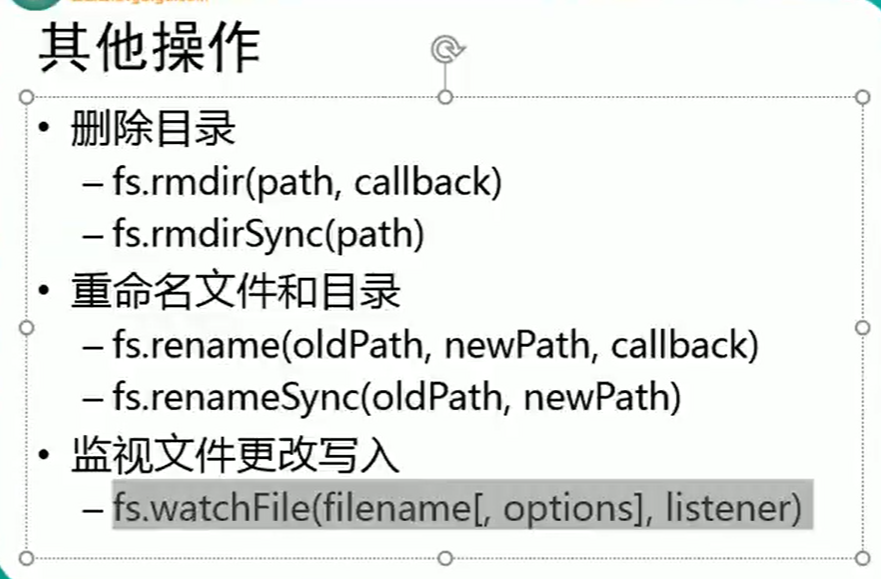 其他操作
• 删除目录
– fs.rmdir(path, callback)
– fs.rmdirSync(path)
• 重命名文件和目录
– fs.rename(oldPath, newPath, callback)
– fs.renameSync(oldPath, newPath)
• 监视文件更改写入
– fs.watchFile(filename[, options], listener)